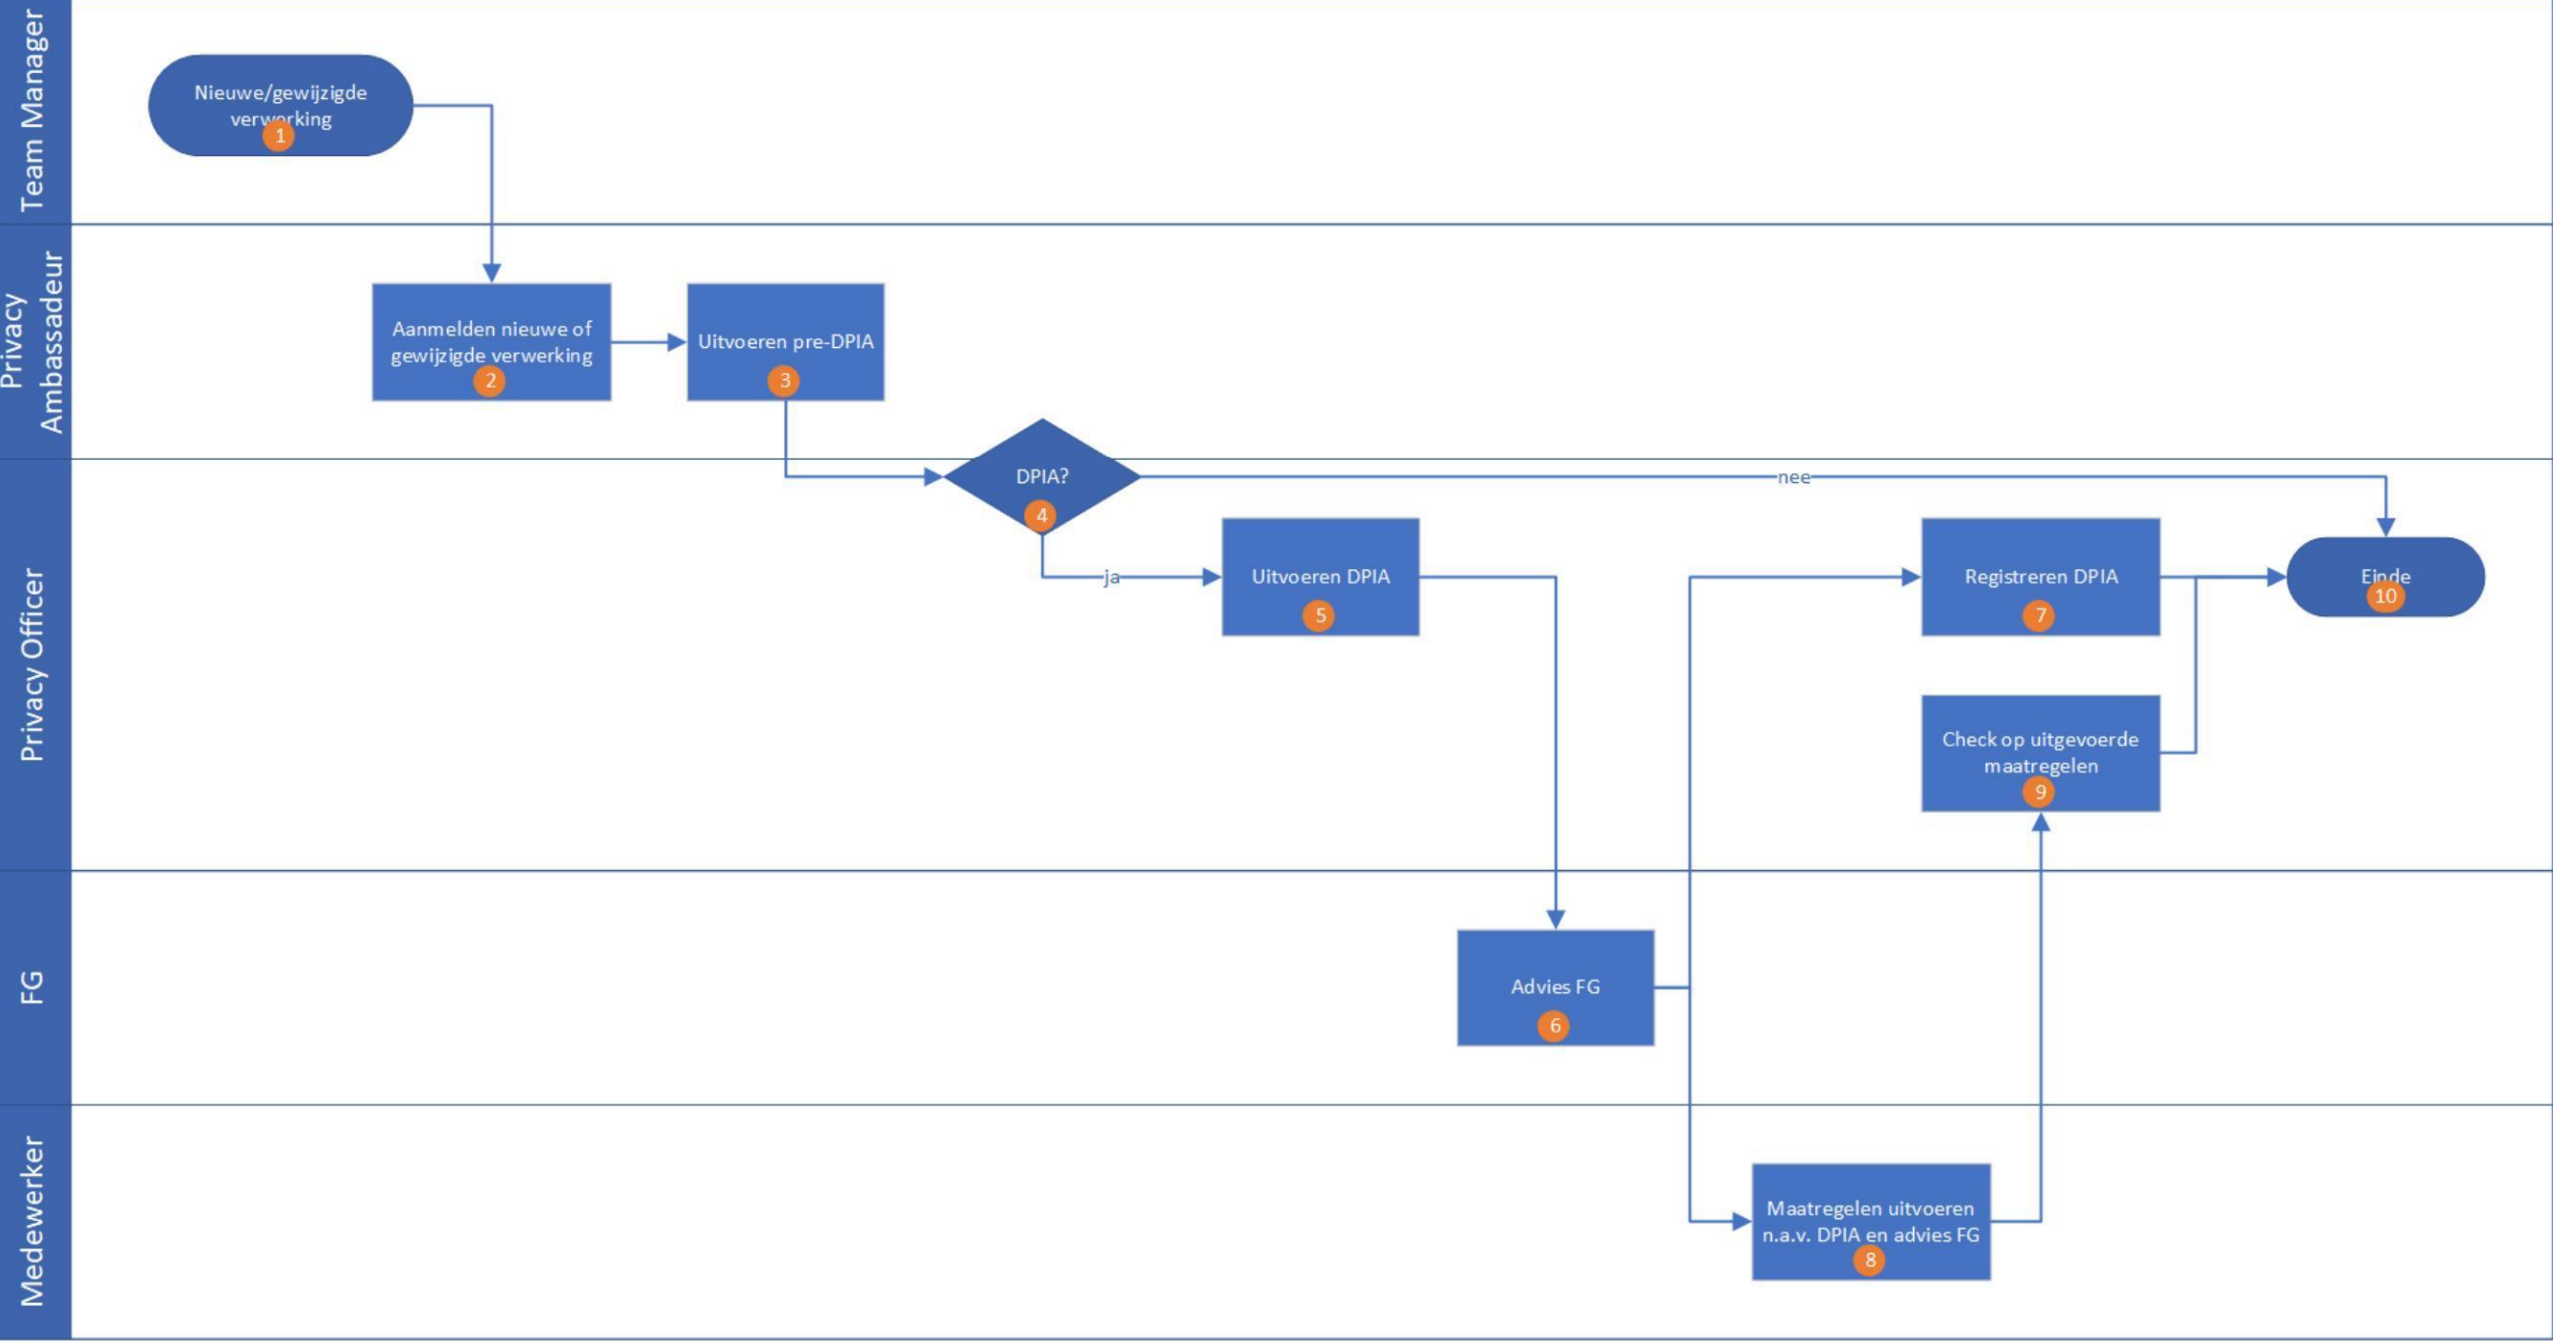 Team Manager
Nieuwe/gewijzigde
verwerking
1
Privacy
Ambassadeur
Aanmelden nieuwe of
gewijzigde verwerking
2
Uitvoeren pre-DPIA
3
Privacy Officer
DPIA?
4
nee
ja
Uitvoeren DPIA
5
Registreren DPIA
7
Einde
10
Check op uitgevoerde
maatregelen
9
FG
Advies FG
6
Medewerker
Maatregelen uitvoeren
n.a.v. DPIA en advies FG
8